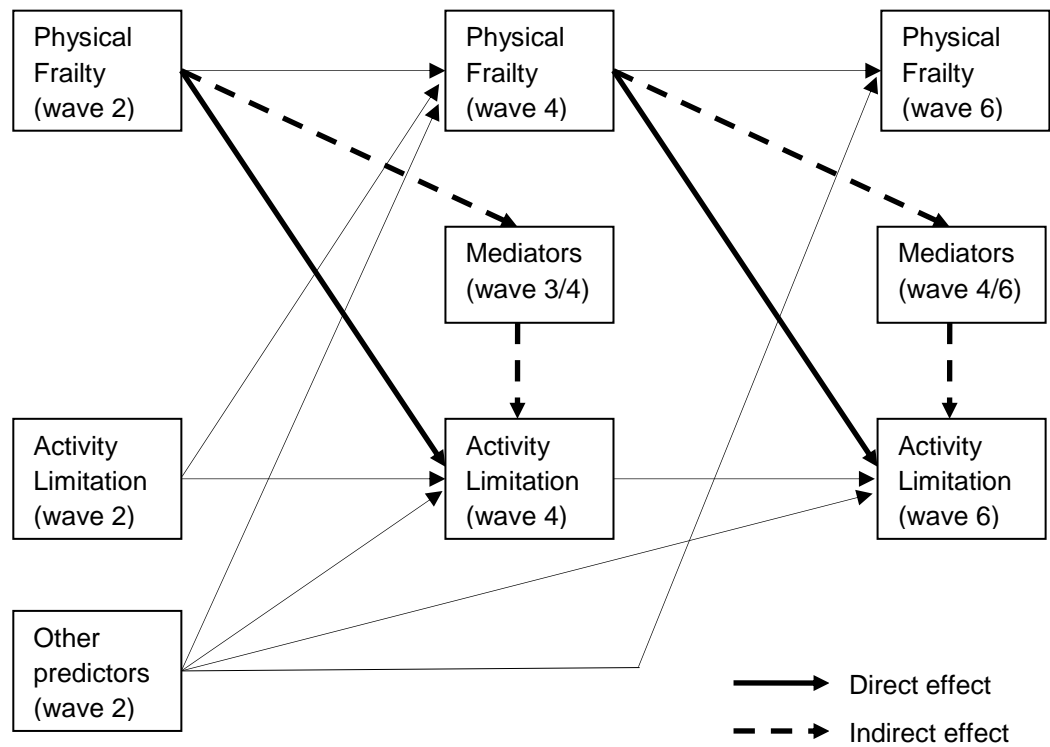 Physical
Frailty
(wave 2)
Physical
Frailty
(wave 4)
Physical
Frailty
(wave 6)
Mediators
(wave 3/4)
Mediators
(wave 4/6)
Activity
Limitation
(wave 2)
Activity
Limitation
(wave 4)
Activity
Limitation
(wave 6)
Other
predictors
(wave 2)
Direct effect
Indirect effect